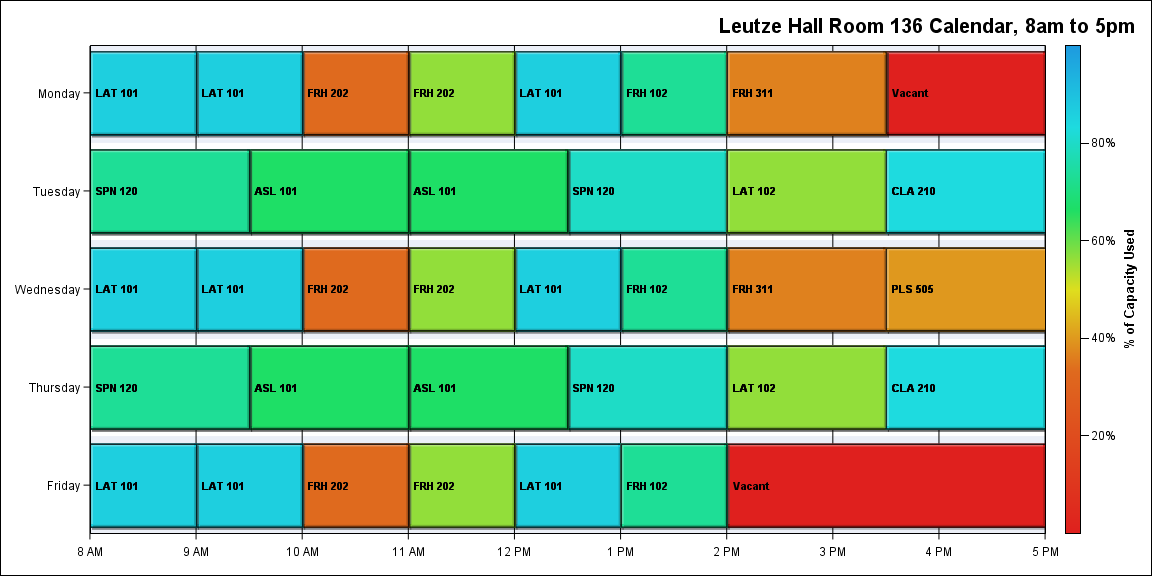 Leutze Hall Room 136 Calendar, 8am to 5pm
Monday
LAT 101
LAT 101
FRH 202
FRH 202
LAT 101
FRH 102
FRH 311
Vacant
Tuesday
SPN 120
ASL 101
ASL 101
SPN 120
LAT 102
CLA 210
Wednesday
LAT 101
LAT 101
FRH 202
FRH 202
LAT 101
FRH 102
FRH 311
PLS 505
Thursday
SPN 120
ASL 101
ASL 101
SPN 120
LAT 102
CLA 210
Friday
LAT 101
LAT 101
FRH 202
FRH 202
LAT 101
FRH 102
Vacant
8 AM
9 AM
10 AM
11 AM
12 PM
1 PM
2 PM
3 PM
4 PM
5 PM
80%
60%
40%
20%
% of Capacity Used